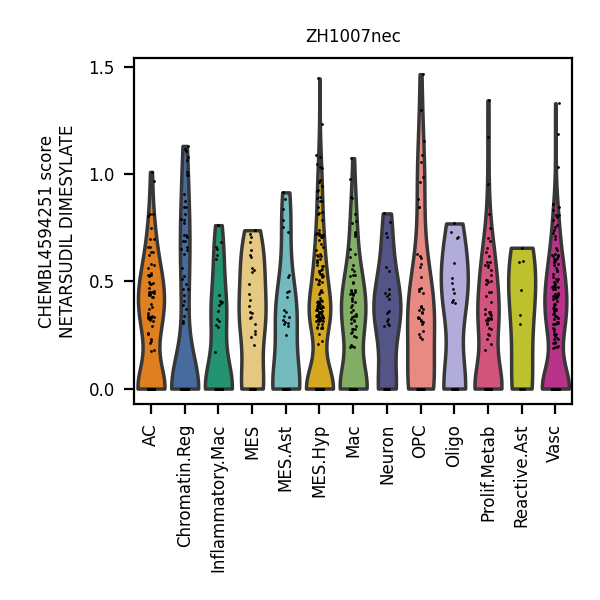 ZH1007nec
CHEMBL4594251 score
NETARSUDIL DIMESYLATE
1.5
1.0
0.5
0.0
AC
Chromatin.Reg
Inflammatory.Mac
MES
MES.Ast
MES.Hyp
Mac
Neuron
OPC
Oligo
Prolif.Metab
Reactive.Ast
Vasc